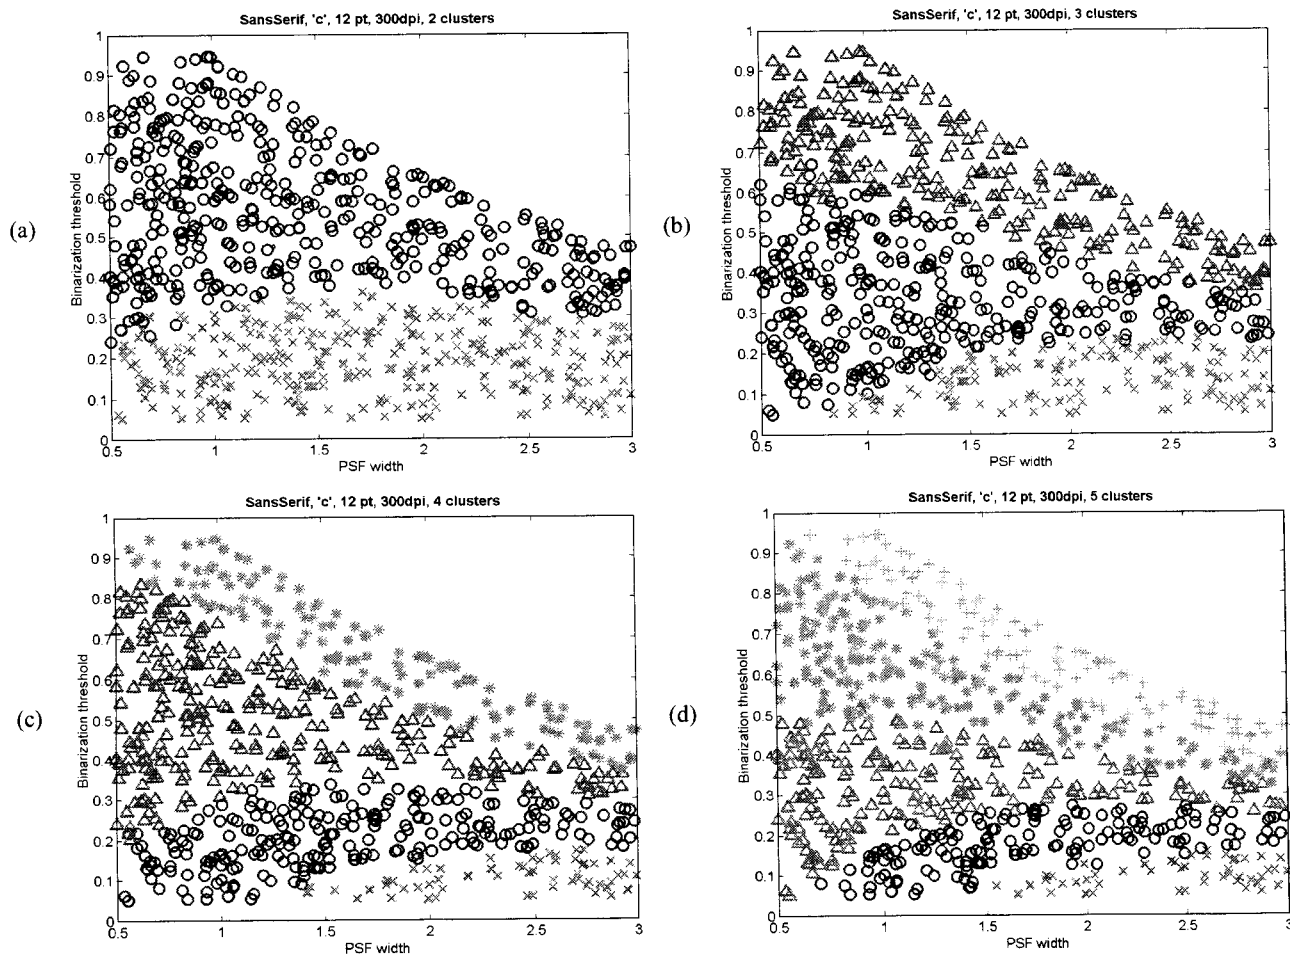 SansSerif, 'c', 12 pt, 300dpi, 2 clusters
(a)
Binarization threshold
1
0.9
0.8
0.7
0.6
0.5
0.4
0.3
0.2
0.1
0
0.5 1 1.5 2 2.5 3
PSF width
SansSerif, 'c', 12 pt, 300dpi, 3 clusters
(b)
Binarization threshold
1
0.9
0.8
0.7
0.6
0.5
0.4
0.3
0.2
0.1
0
0.5 1 1.5 2 2.5 3
PSF width
SansSerif, 'c', 12 pt, 300dpi, 4 clusters
(c)
Binarization threshold
1
0.9
0.8
0.7
0.6
0.5
0.4
0.3
0.2
0.1
0
0.5 1 1.5 2 2.5 3
PSF width
SansSerif, 'c', 12 pt, 300dpi, 5 clusters
(d)
Binarization threshold
1
0.9
0.8
0.7
0.6
0.5
0.4
0.3
0.2
0.1
0
0.5 1 1.5 2 2.5 3
PSF width